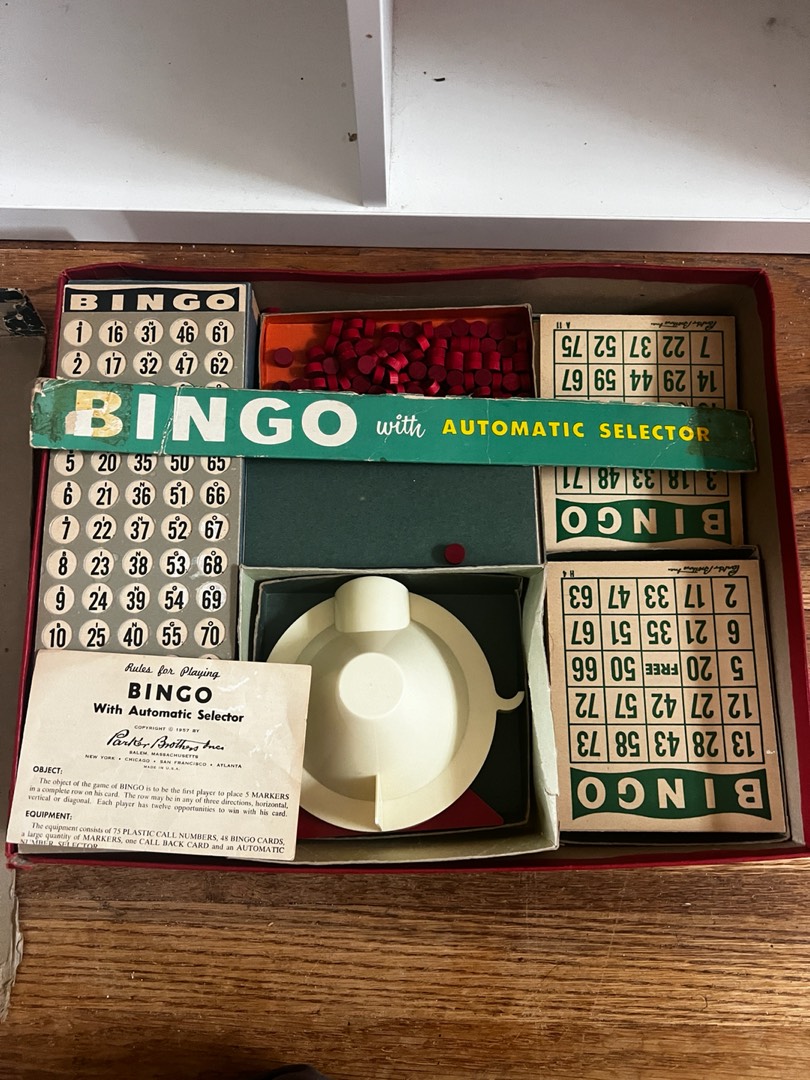 BINGO
B 1 I 16 N 31 G 46 O 61
B 2 I 17 N 32 G 47 O 62
BINGO with AUTOMATIC SELECTOR
5 20 35 50 65
B 6 I 21 N 36 G 51 O 66
B 7 I 22 N 37 G 52 O 67
B 8 I 23 N 38 G 53 O 68
B 9 I 24 N 39 G 54 O 69
B 10 I 25 N 40 G 55 O 70
Rules for Playing
BINGO
With Automatic Selector
COPYRIGHT © 1957 BY
Parker Brothers Inc
SALEM, MASSACHUSETTS
NEW YORK • CHICAGO • SAN FRANCISCO • ATLANTA
MADE IN U.S.A.
OBJECT:
The object of the game of BINGO is to be the first player to place 5 MARKERS
in a complete row on his card. The row may be in any of three directions, horizontal,
vertical or diagonal. Each player has twelve opportunities to win with his card.
EQUIPMENT:
The equipment consists of 75 PLASTIC CALL NUMBERS, 48 BINGO CARDS,
a large quantity of MARKERS, one CALL BACK CARD and an AUTOMATIC
NUMBER SELECTOR
BINGO
3 18 33 48 71
14 29 44 59 67
7 22 37 52 75
Parker Brothers Inc A 11
BINGO
13 28 43 58 73
12 27 42 57 72
5 20 FREE 50 66
6 21 35 51 67
2 17 33 47 63
Parker Brothers Inc H 4